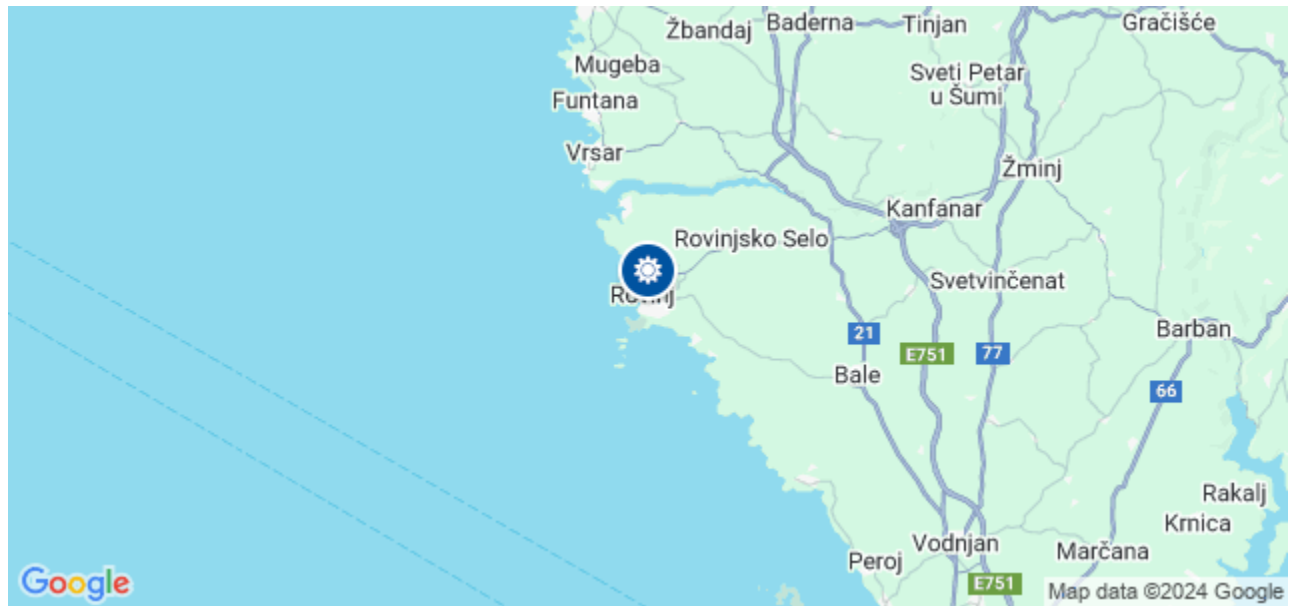 Žbandaj
Baderna
Tinjan
Gračišće
Mugeba
Sveti Petar
u Šumi
Funtana
Vrsar
Žminj
Kanfanar
Rovinjsko Selo
Svetvinčenat
Rovinj
Barban
21
E751
77
Bale
66
Rakalj
Krnica
Vodnjan
Marčana
Peroj
E751
Google
Map data ©2024 Google